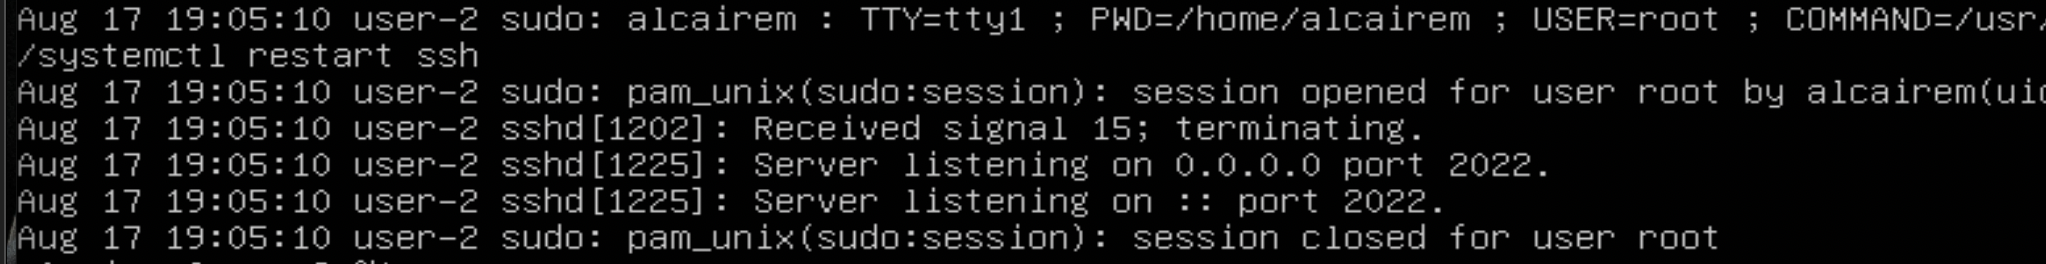 Aug 17 19:05:10 user-2 sudo: alcairem : TTY=tty1 ; PWD=/home/alcairem ; USER=root ; COMMAND=/usr/
/systemctl restart ssh
Aug 17 19:05:10 user-2 sudo: pam_unix(sudo:session): session opened for user root by alcairem(uid
Aug 17 19:05:10 user-2 sshd[1202]: Received signal 15; terminating.
Aug 17 19:05:10 user-2 sshd[1225]: Server listening on 0.0.0.0 port 2022.
Aug 17 19:05:10 user-2 sshd[1225]: Server listening on :: port 2022.
Aug 17 19:05:10 user-2 sudo: pam_unix(sudo:session): session closed for user root